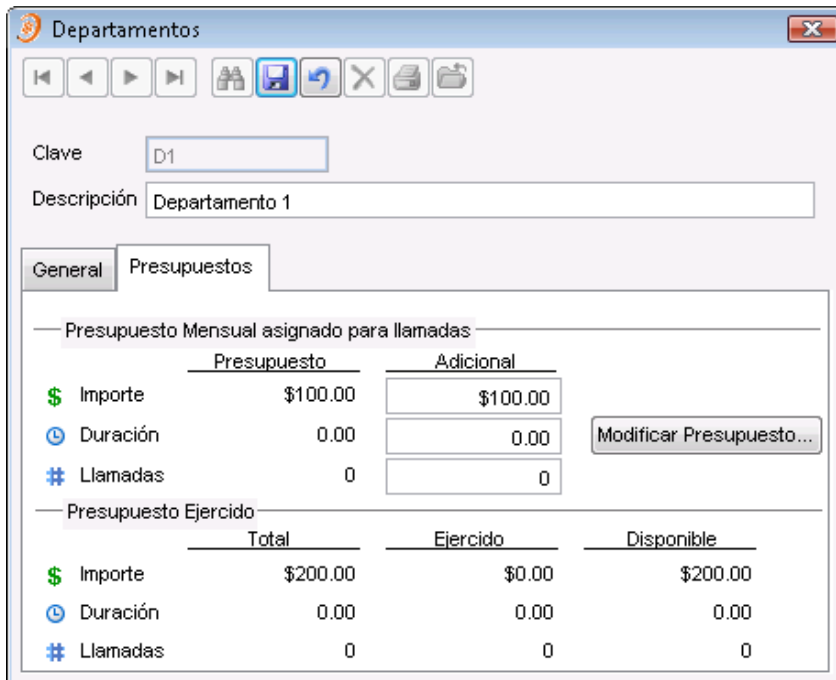 Departamentos
Clave D1
Descripción Departamento 1
General Presupuestos
Presupuesto Mensual asignado para llamadas
Presupuesto Adicional
$ Importe $100.00 $100.00
Duración 0.00 0.00 Modificar Presupuesto...
# Llamadas 0 0
Presupuesto Ejercido
Total Ejercido Disponible
$ Importe $200.00 $0.00 $200.00
Duración 0.00 0.00 0.00
# Llamadas 0 0 0